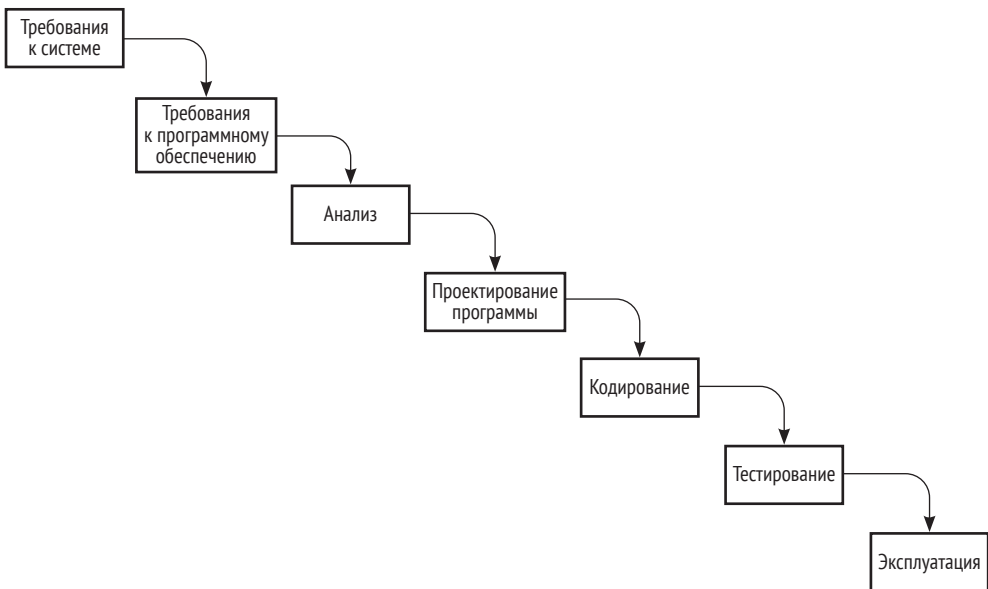 Требования
к системе
Требования
к программному
обеспечению
Анализ
Проектирование
программы
Кодирование
Тестирование
Эксплуатация